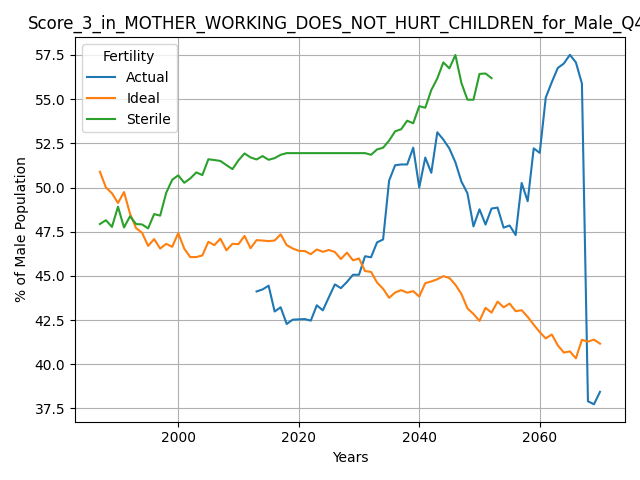 Score_3_in_MOTHER_WORKING_DOES_NOT_HURT_CHILDREN_for_Male_Q4
Fertility
Actual
Ideal
Sterile
57.5
55.0
52.5
50.0
47.5
45.0
42.5
40.0
37.5
% of Male Population
2000
2020
2040
2060
Years